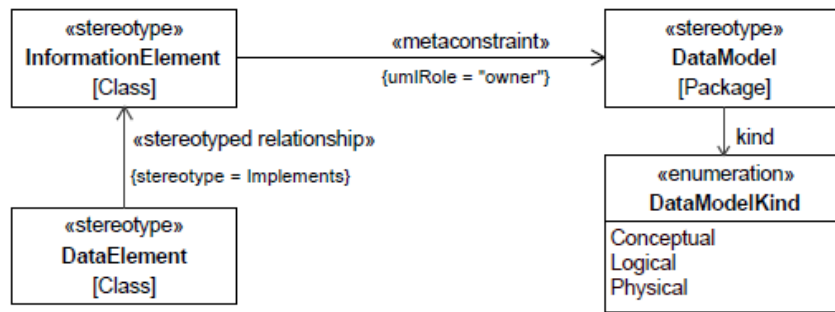 «stereotype»
InformationElement
[Class]
«metaconstraint»
{umlRole = "owner"}
«stereotype»
DataModel
[Package]
kind
«stereotyped relationship»
{stereotype = Implements}
«stereotype»
DataElement
[Class]
«enumeration»
DataModelKind
Conceptual
Logical
Physical